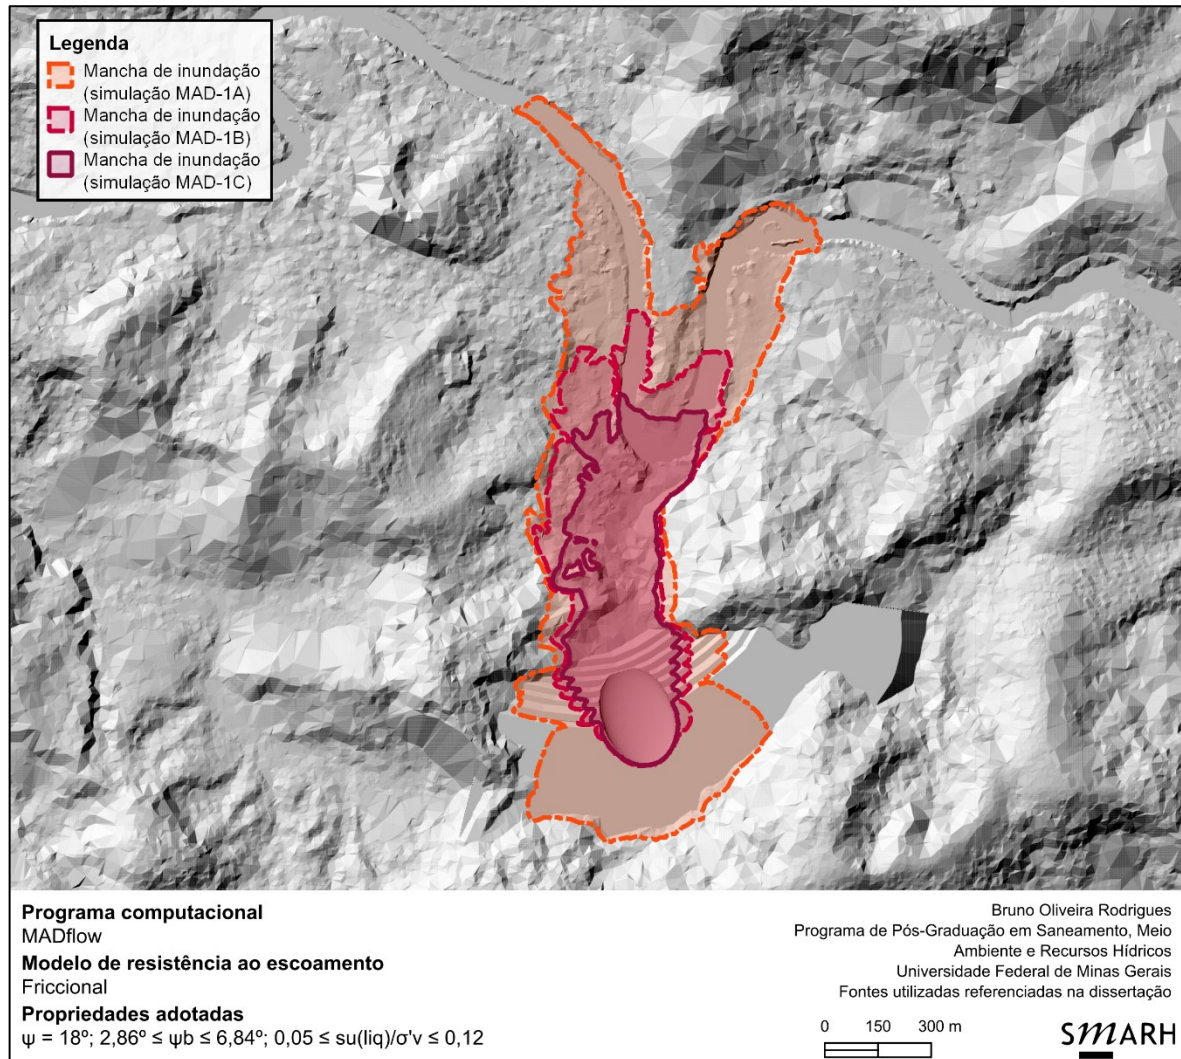 Legenda
Mancha de inundação
(simulação MAD-1A)
Mancha de inundação
(simulação MAD-1B)
Mancha de inundação
(simulação MAD-1C)
Programa computacional
MADflow
Modelo de resistência ao escoamento
Friccional
Propriedades adotadas
ψ = 18º; 2,86º ≤ ψb ≤ 6,84º; 0,05 ≤ su(liq)/σ'v ≤ 0,12
Bruno Oliveira Rodrigues
Programa de Pós-Graduação em Saneamento, Meio
Ambiente e Recursos Hídricos
Universidade Federal de Minas Gerais
Fontes utilizadas referenciadas na dissertação
0 150 300 m
SMARH